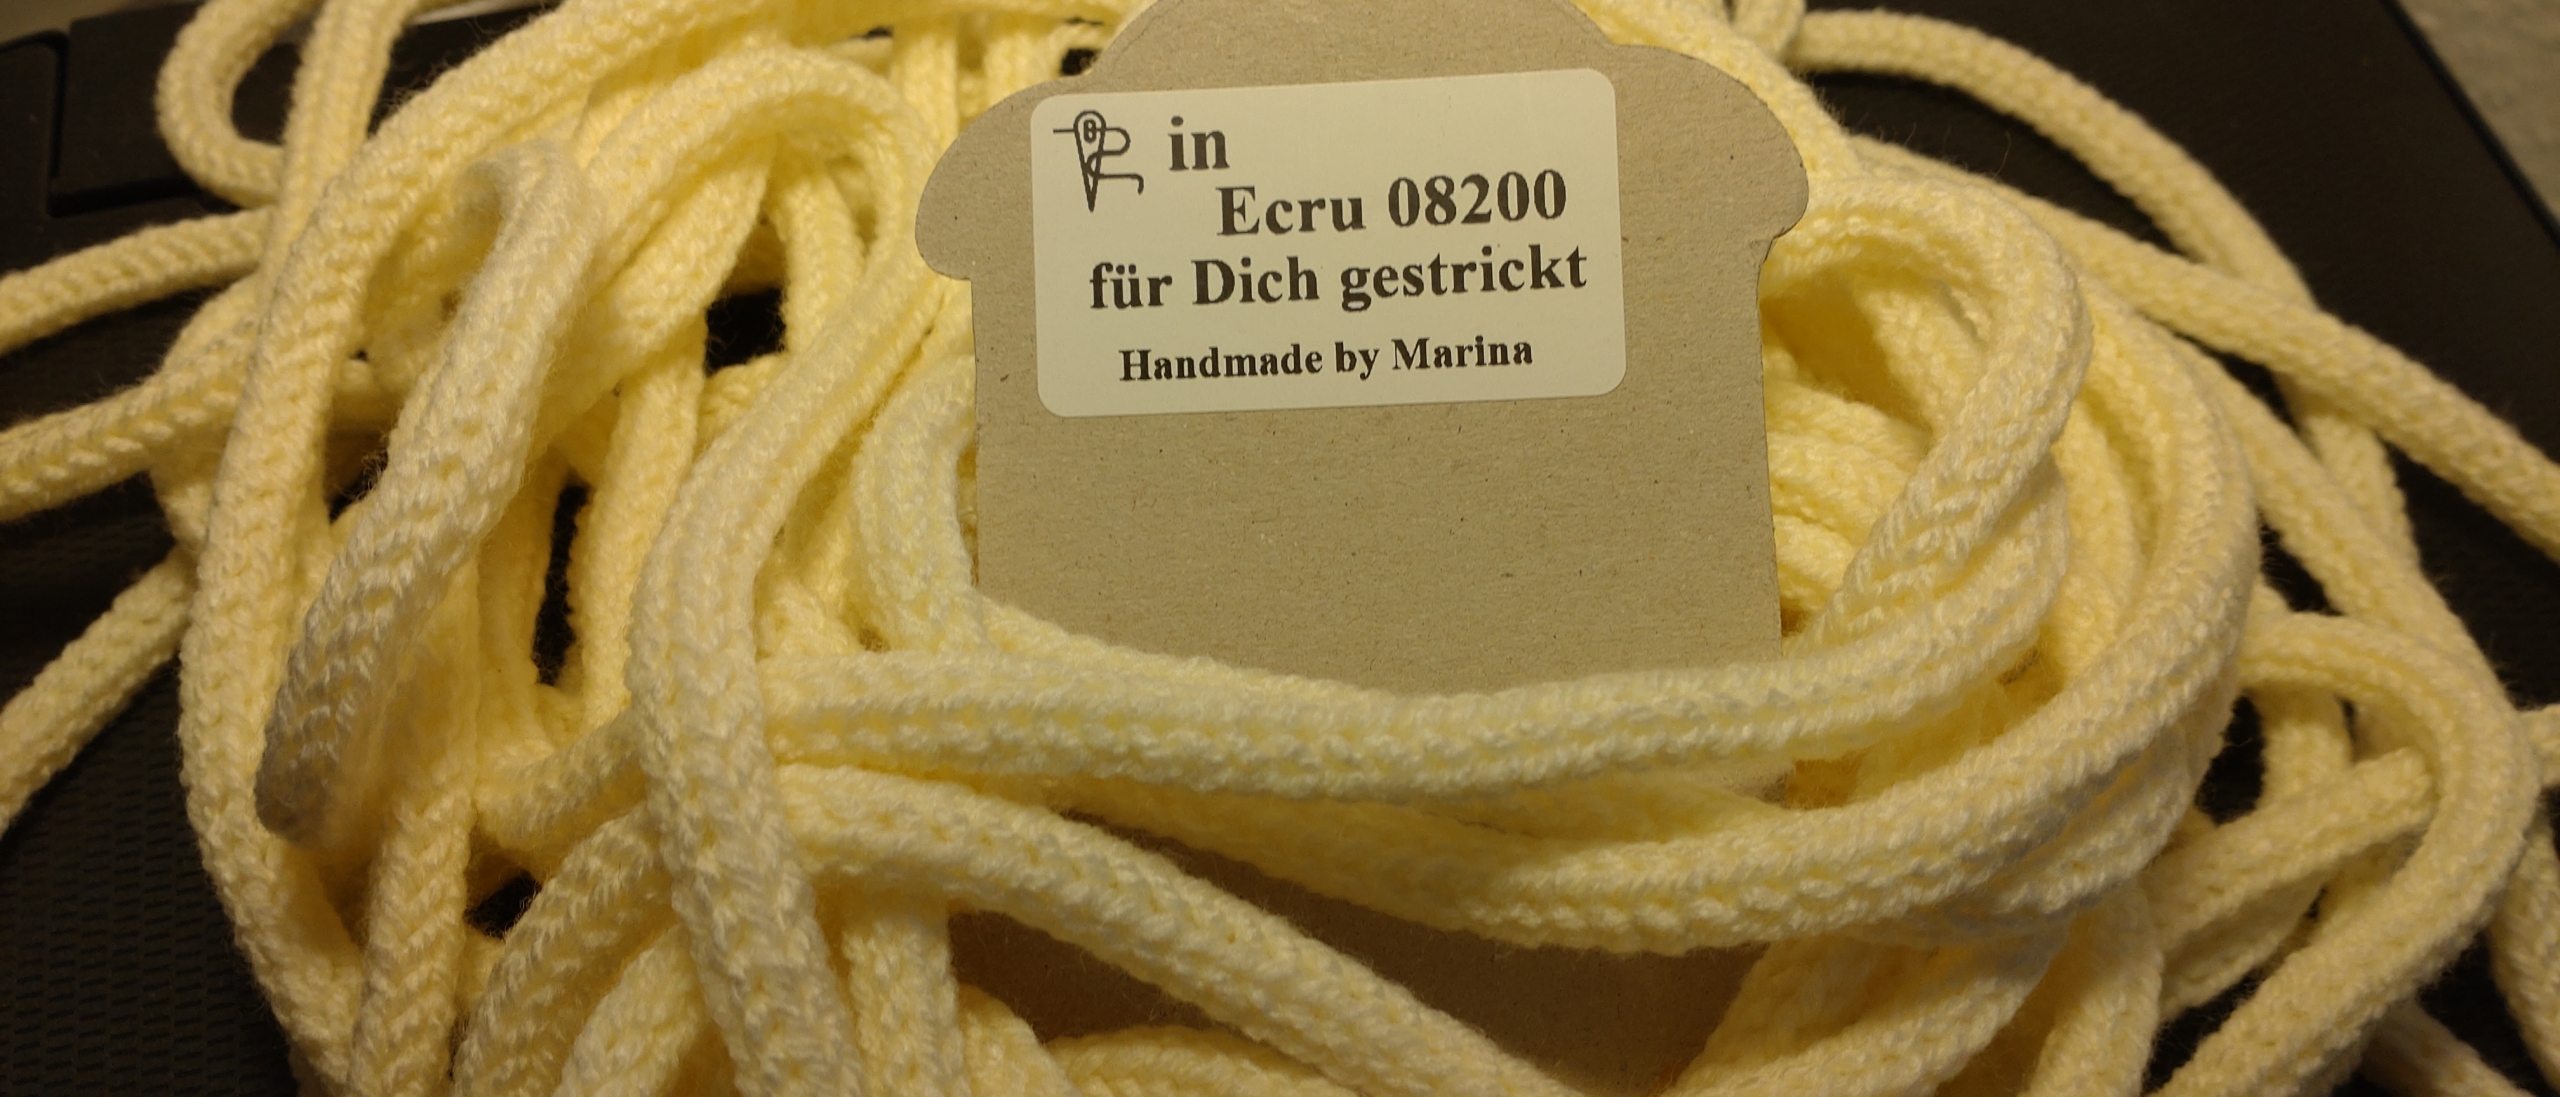 in
Ecru 08200
für Dich gestrickt
Handmade by Marina